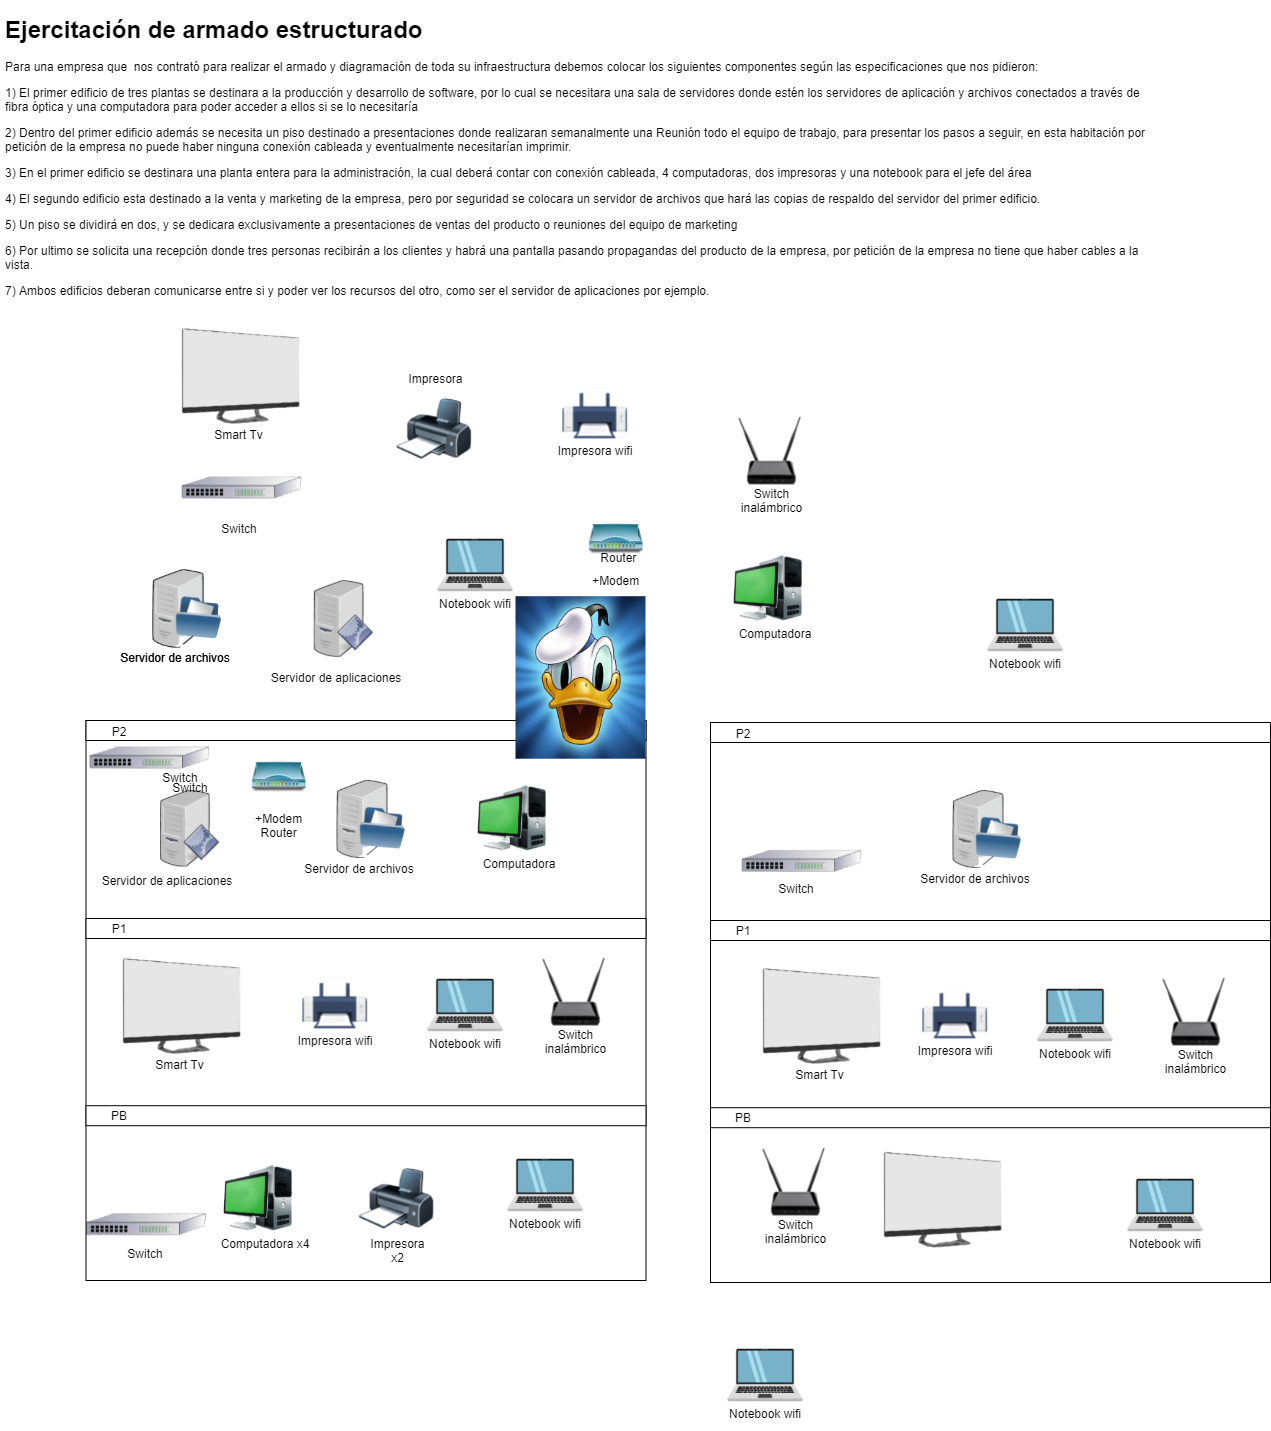 Ejercitación de armado estructurado
Para una empresa que  nos contrató para realizar el armado y diagramación de toda su infraestructura debemos colocar los siguientes componentes según las especificaciones que nos pidieron:
1) El primer edificio de tres plantas se destinara a la producción y desarrollo de software, por lo cual se necesitara una sala de servidores donde estén los servidores de aplicación y archivos conectados a través de
fibra óptica y una computadora para poder acceder a ellos si se lo necesitaría
2) Dentro del primer edificio además se necesita un piso destinado a presentaciones donde realizaran semanalmente una Reunión todo el equipo de trabajo, para presentar los pasos a seguir, en esta habitación por
petición de la empresa no puede haber ninguna conexión cableada y eventualmente necesitarían imprimir.
3) En el primer edificio se destinara una planta entera para la administración, la cual deberá contar con conexión cableada, 4 computadoras, dos impresoras y una notebook para el jefe del área
4) El segundo edificio esta destinado a la venta y marketing de la empresa, pero por seguridad se colocara un servidor de archivos que hará las copias de respaldo del servidor del primer edificio.
5) Un piso se dividirá en dos, y se dedicara exclusivamente a presentaciones de ventas del producto o reuniones del equipo de marketing
6) Por ultimo se solicita una recepción donde tres personas recibirán a los clientes y habrá una pantalla pasando propagandas del producto de la empresa, por petición de la empresa no tiene que haber cables a la
vista.
7) Ambos edificios deberan comunicarse entre si y poder ver los recursos del otro, como ser el servidor de aplicaciones por ejemplo.
Impresora
Smart Tv
Impresora wifi
Switch
inalámbrico
Switch
Router
+Modem
Notebook wifi
Computadora
Notebook wifi
Servidor de archivos
Servidor de aplicaciones
P2
Switch
Switch
+Modem
Router
Servidor de aplicaciones
Servidor de archivos
Computadora
P1
Smart Tv
Impresora wifi
Notebook wifi
Switch
inalámbrico
PB
Switch
Computadora x4
Impresora
x2
Notebook wifi
P2
Switch
Servidor de archivos
P1
Smart Tv
Impresora wifi
Notebook wifi
Switch
inalámbrico
PB
Switch
inalámbrico
Notebook wifi
Notebook wifi